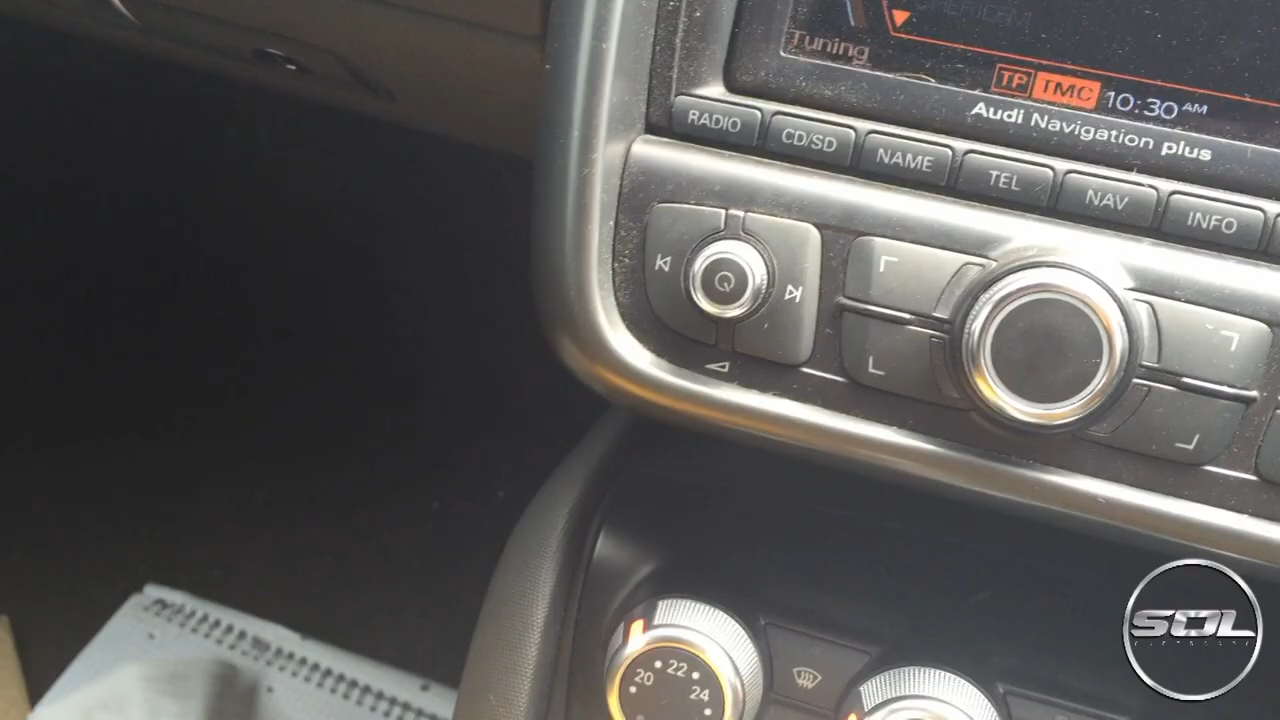 Tuning
TP TMC 10:30 AM
Audi Navigation plus
RADIO CD/SD NAME TEL NAV INFO
20 22 24
SOL